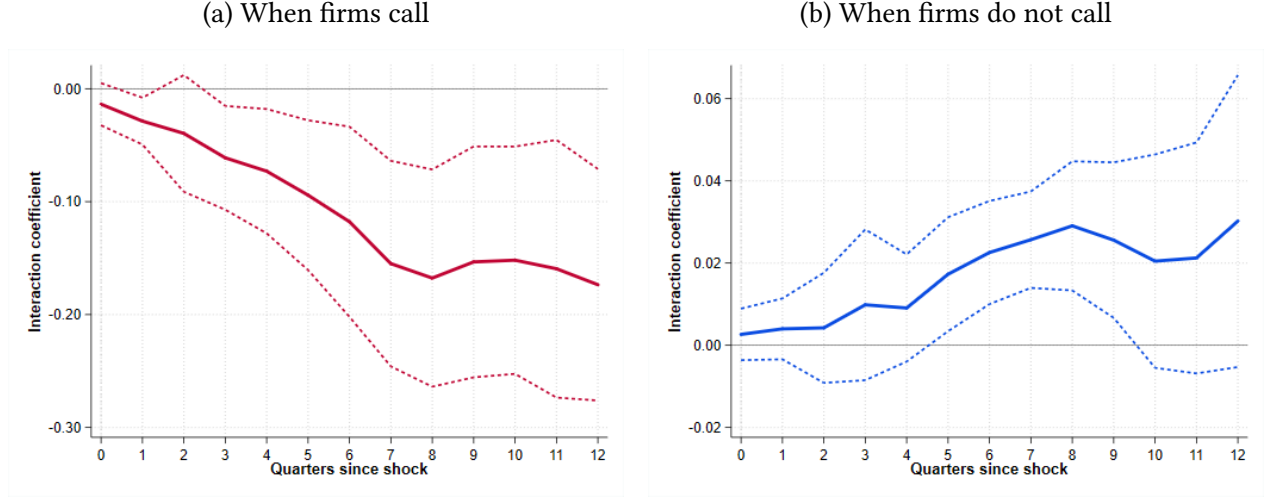 (a) When firms call
(b) When firms do not call
Interaction coefficient
0.00
-0.10
-0.20
-0.30
0 1 2 3 4 5 6 7 8 9 10 11 12
Quarters since shock
Interaction coefficient
0.06
0.04
0.02
0.00
-0.02
0 1 2 3 4 5 6 7 8 9 10 11 12
Quarters since shock